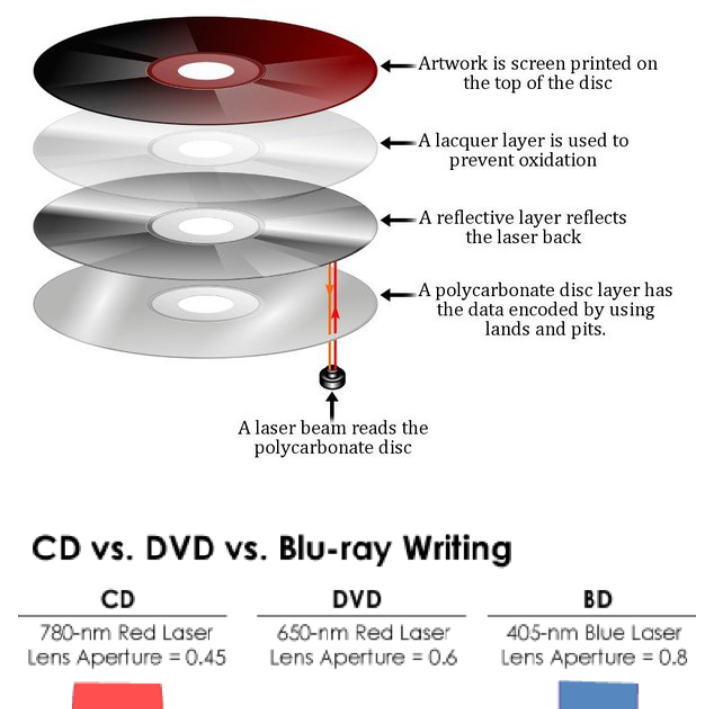 Artwork is screen printed on
the top of the disc
A lacquer layer is used to
prevent oxidation
A reflective layer reflects
the laser back
A polycarbonate disc layer has
the data encoded by using
lands and pits.
A laser beam reads the
polycarbonate disc
CD vs. DVD vs. Blu-ray Writing
CD
780-nm Red Laser
Lens Aperture = 0.45
DVD
650-nm Red Laser
Lens Aperture = 0.6
BD
405-nm Blue Laser
Lens Aperture = 0.8